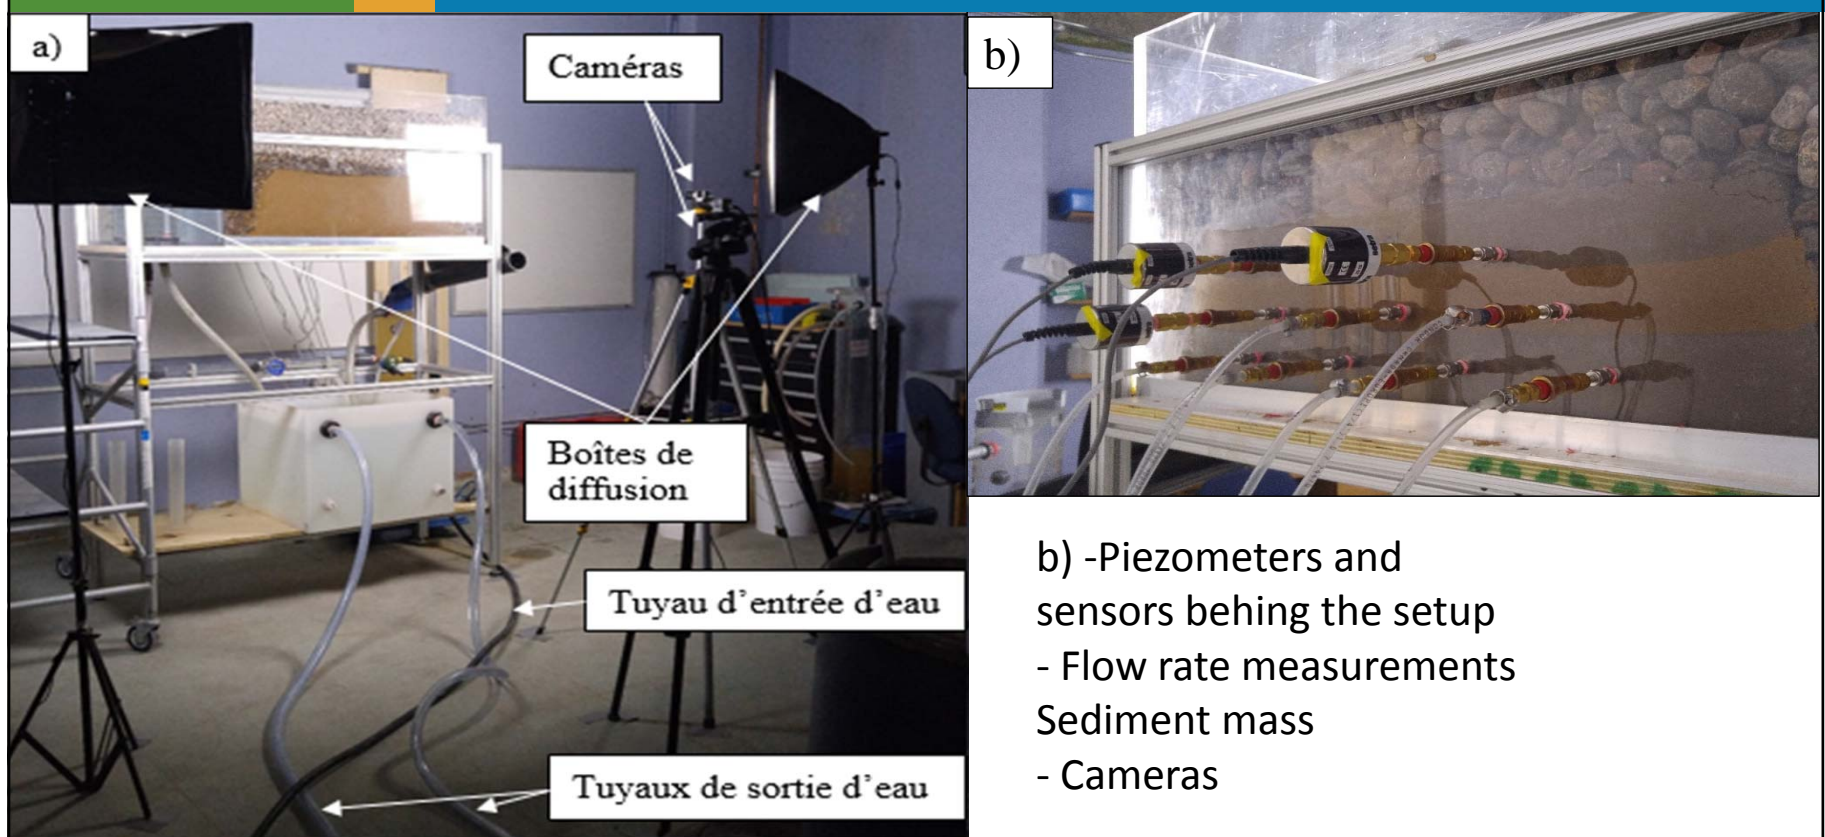 a)
Caméras
Boîtes de
diffusion
Tuyau d'entrée d'eau
Tuyaux de sortie d'eau
b)
b) -Piezometers and
sensors behing the setup
- Flow rate measurements
Sediment mass
- Cameras